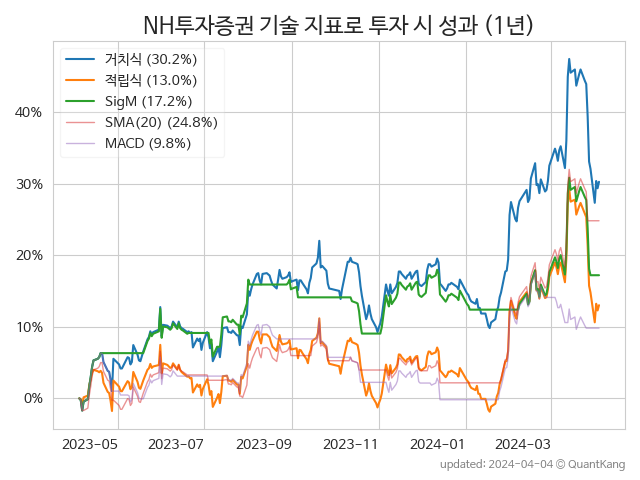 NH투자증권 기술 지표로 투자 시 성과 (1년)
거치식 (30.2%)
적립식 (13.0%)
SigM (17.2%)
SMA(20) (24.8%)
MACD (9.8%)
40%
30%
20%
10%
0%
2023-05 2023-07 2023-09 2023-11 2024-01 2024-03
updated: 2024-04-04 © QuantKang